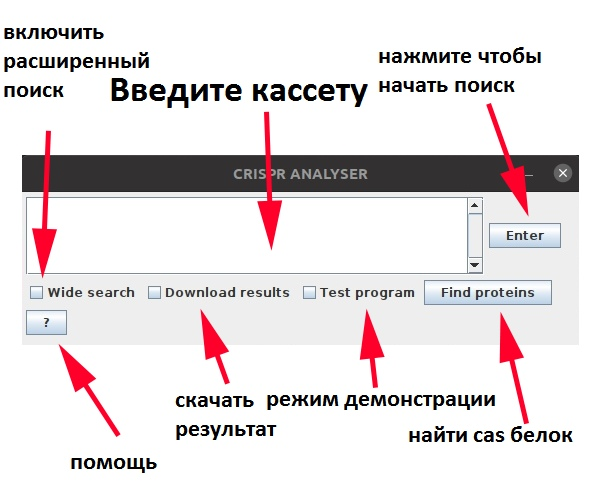 включить
расширенный
поиск
Введите кассету
нажмите чтобы
начать поиск
CRISPR ANALYSER
Enter
Wide search
Download results
Test program
Find proteins
?
скачать
результат
режим демонстрации
найти cas белок
помощь